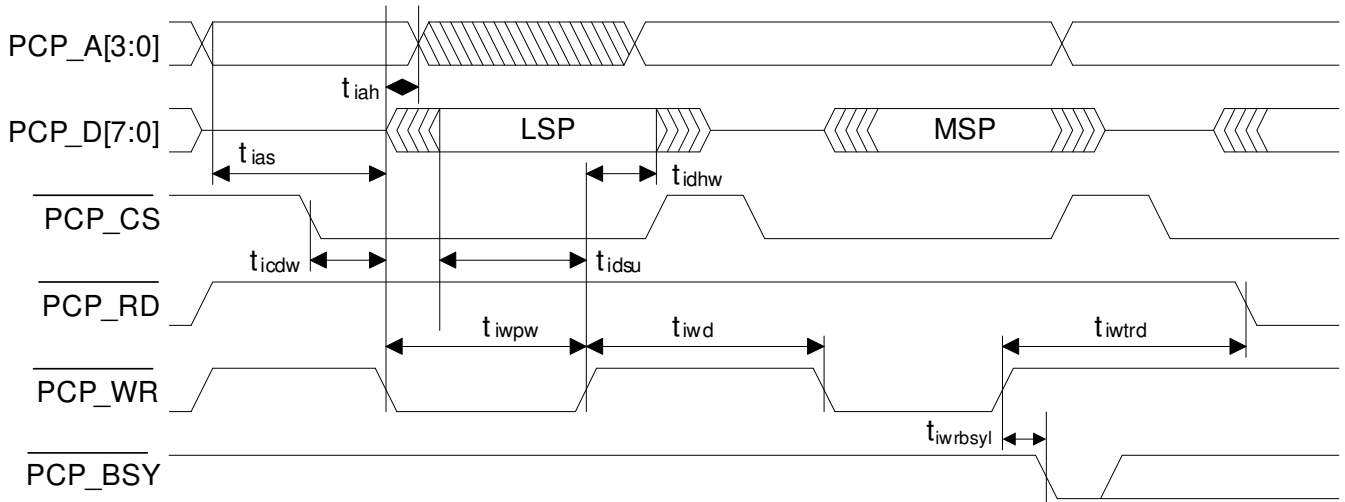 PCP_A[3:0]
t iah
PCP_D[7:0] LSP MSP
t ias t idhw
PCP_CS
t icdw t idsu
PCP_RD
t iwpw t iwd t iwtrd
PCP_WR
t iwrbsyl
PCP_BSY